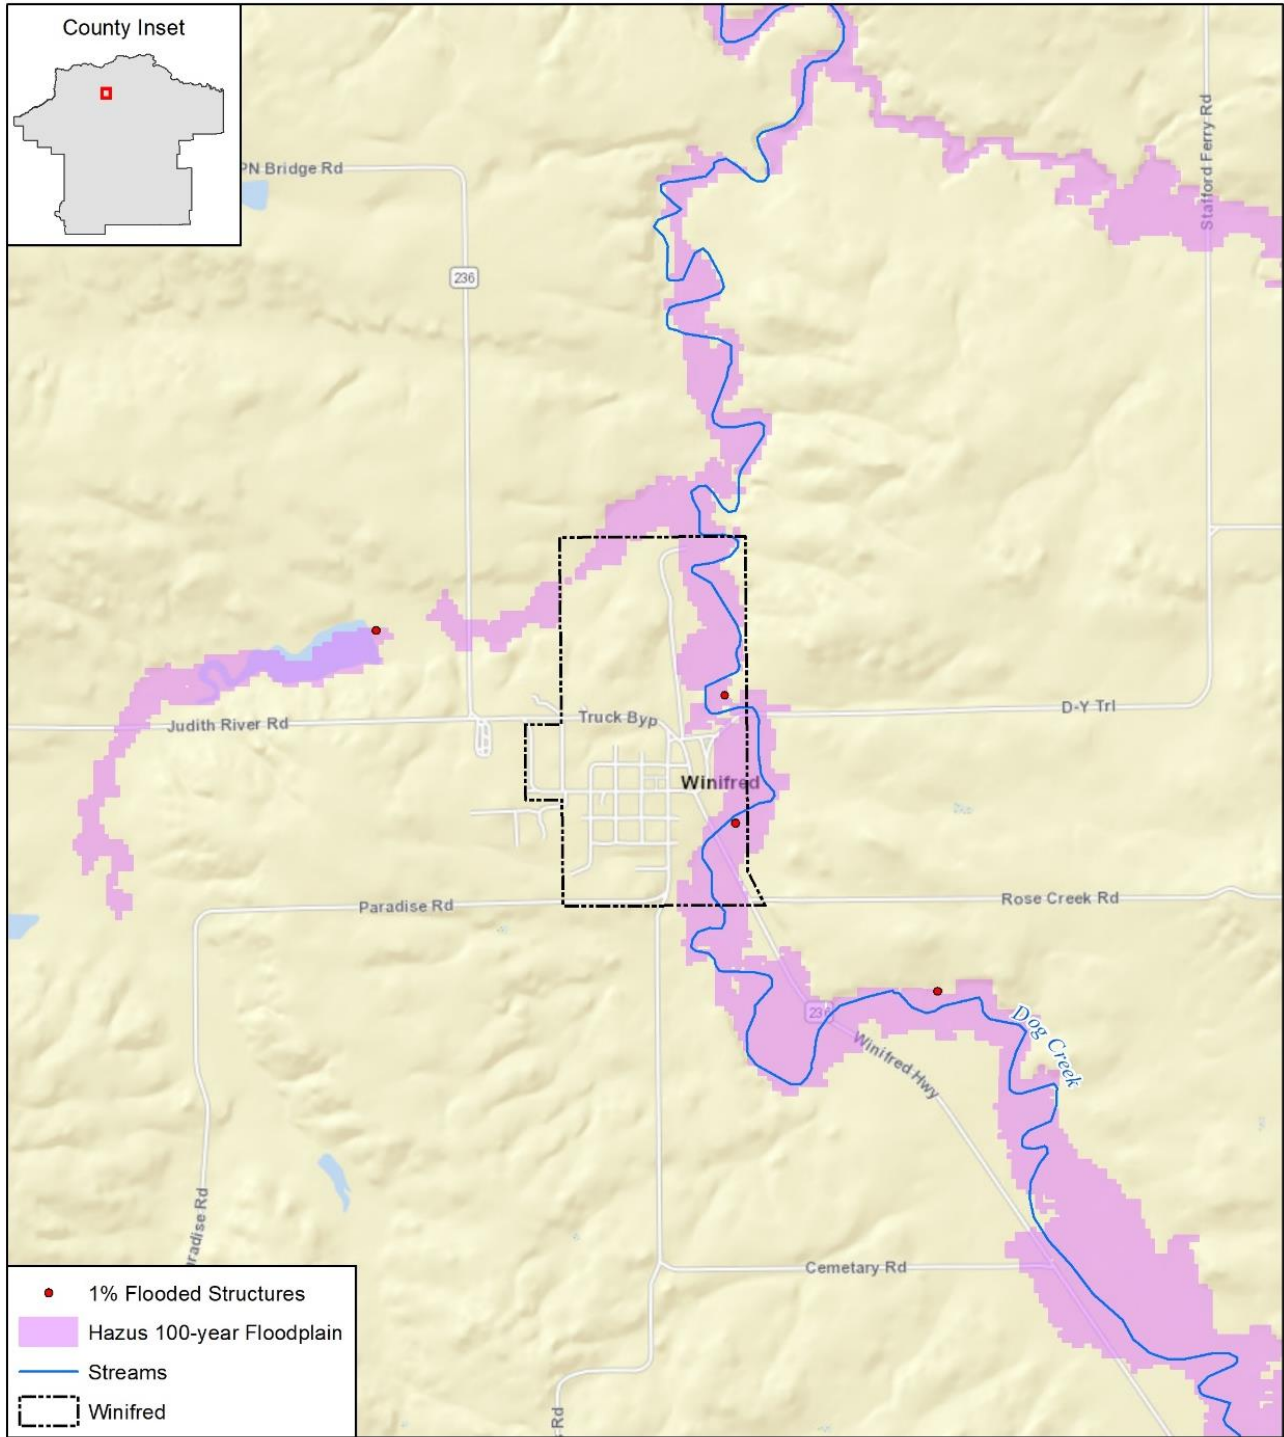 County Inset
PN Bridge Rd
Stafford Ferry Rd
236
Judith River Rd
Truck Byp
D-Y Trl
Winifred
Paradise Rd
Rose Creek Rd
236
Dog Creek
Winifred Hwy
Cemetary Rd
Rd
1% Flooded Structures
Hazus 100-year Floodplain
Streams
Winifred